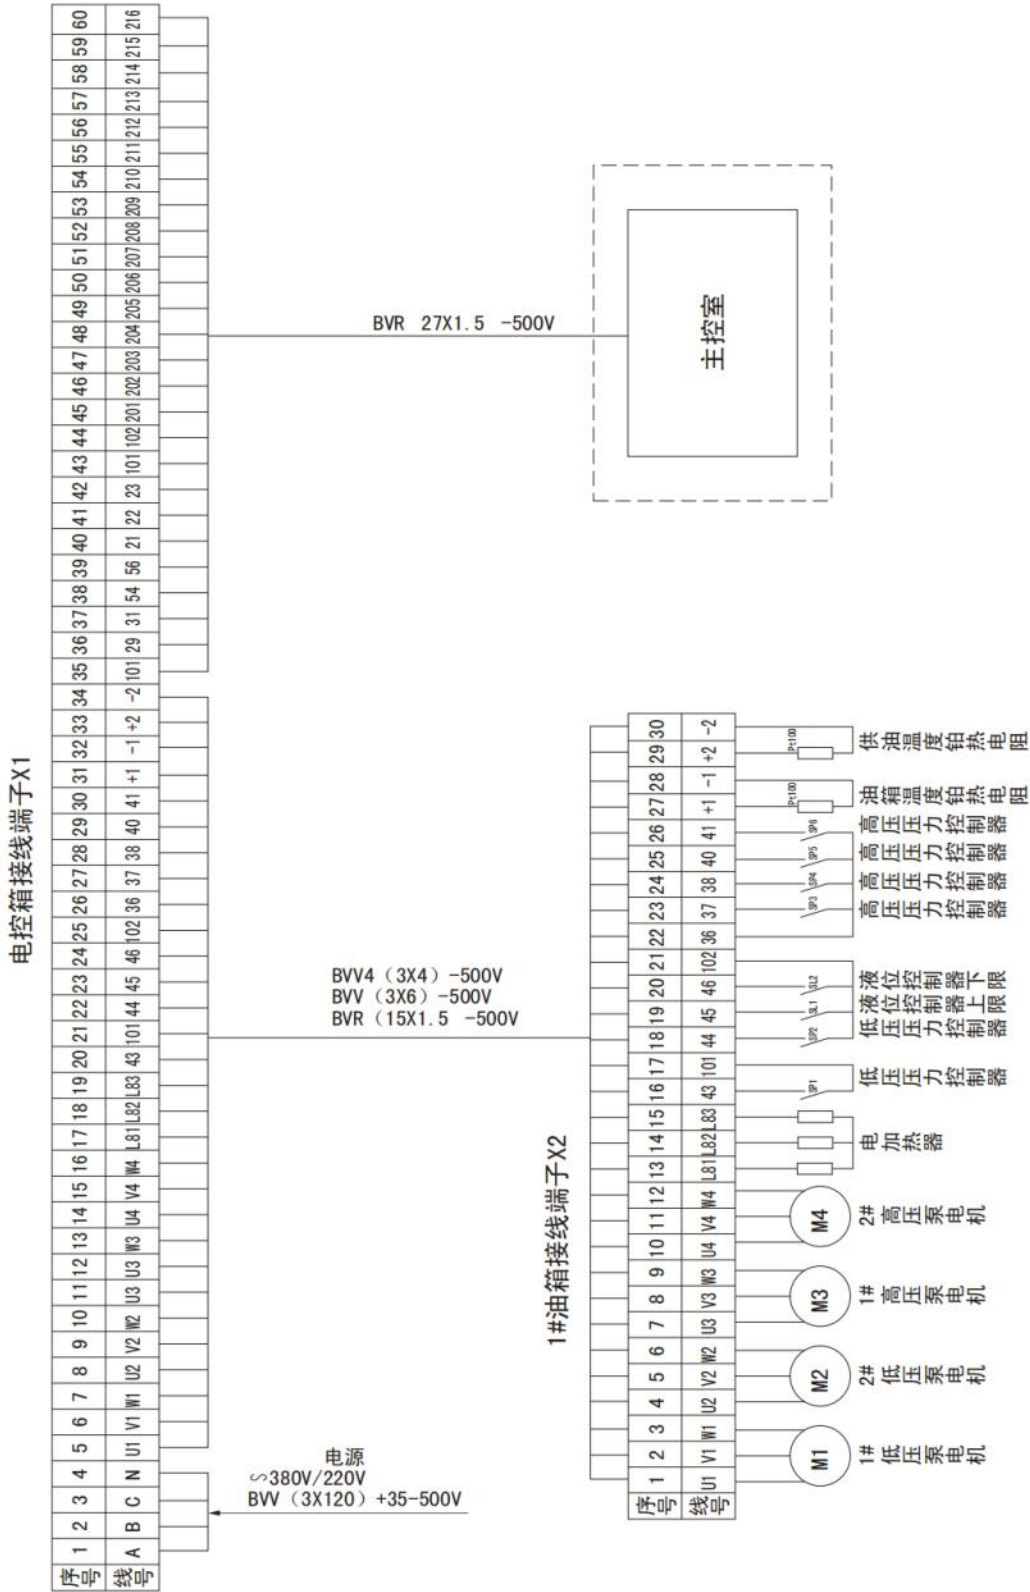 电控箱接线端子X1
序号 1 2 3 4 5 6 7 8 9 10 11 12 13 14 15 16 17 18 19 20 21 22 23 24 25 26 27 28 29 30 31 32 33 34 35 36 37 38 39 40 41 42 43 44 45 46 47 48 49 50 51 52 53 54 55 56 57 58 59 60
线号 A B C N U1 V1 W1 U2 V2 W2 U3 U3 W3 U4 V4 W4 L81 L82 L83 43 101 44 45 46 102 36 37 38 40 41 +1 -1 +2 -2 101 29 31 54 56 21 22 23 101 102 201 202 203 204 205 206 207 208 209 210 211 212 213 214 215 216
电源
∽380V/220V
BVV（3X120）+35-500V
BVV4（3X4）-500V
BVV（3X6）-500V
BVR（15X1.5 -500V
BVR 27X1.5 -500V
主控室
1#油箱接线端子X2
序号 1 2 3 4 5 6 7 8 9 10 11 12 13 14 15 16 17 18 19 20 21 22 23 24 25 26 27 28 29 30
线号 U1 V1 W1 U2 V2 W2 U3 V3 W3 U4 V4 W4 L81 L82 L83 43 101 44 45 46 102 36 37 38 40 41 +1 -1 +2 -2
M1 M2 M3 M4 SP1 SP2 SL1 SL2 SP3 SP4 SP5 SP6 Pt100 Pt100
1#低压泵电机
2#低压泵电机
1#高压泵电机
2#高压泵电机
电加热器
低压压力控制器
低压压力控制器
液位控制器上限
液位控制器下限
高压压力控制器
高压压力控制器
高压压力控制器
高压压力控制器
油箱温度铂热电阻
供油温度铂热电阻